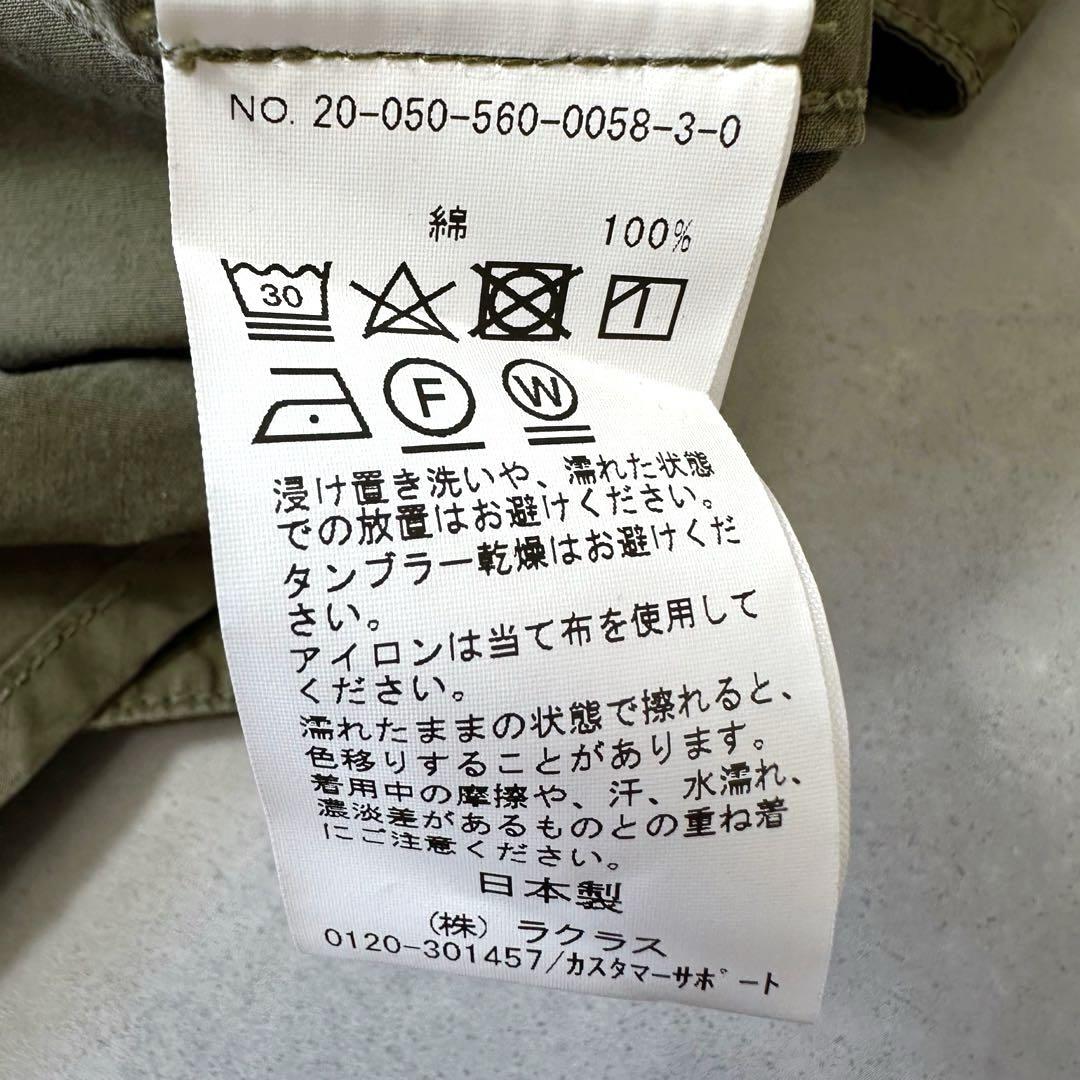 NO. 20-050-560-0058-3-0
綿 100%
30
1
F
W
浸け置き洗いや、濡れた状態
での放置はお避けください。
タンブラー乾燥はお避けくだ
さい。
アイロンは当て布を使用して
ください。
濡れたままの状態で擦れると、
色移りすることがあります。
着用中の摩擦や、汗、水濡れ、
濃淡差があるものとの重ね着
にご注意ください。
日本製
(株) ラクラス
0120-301457/カスタマーサポート